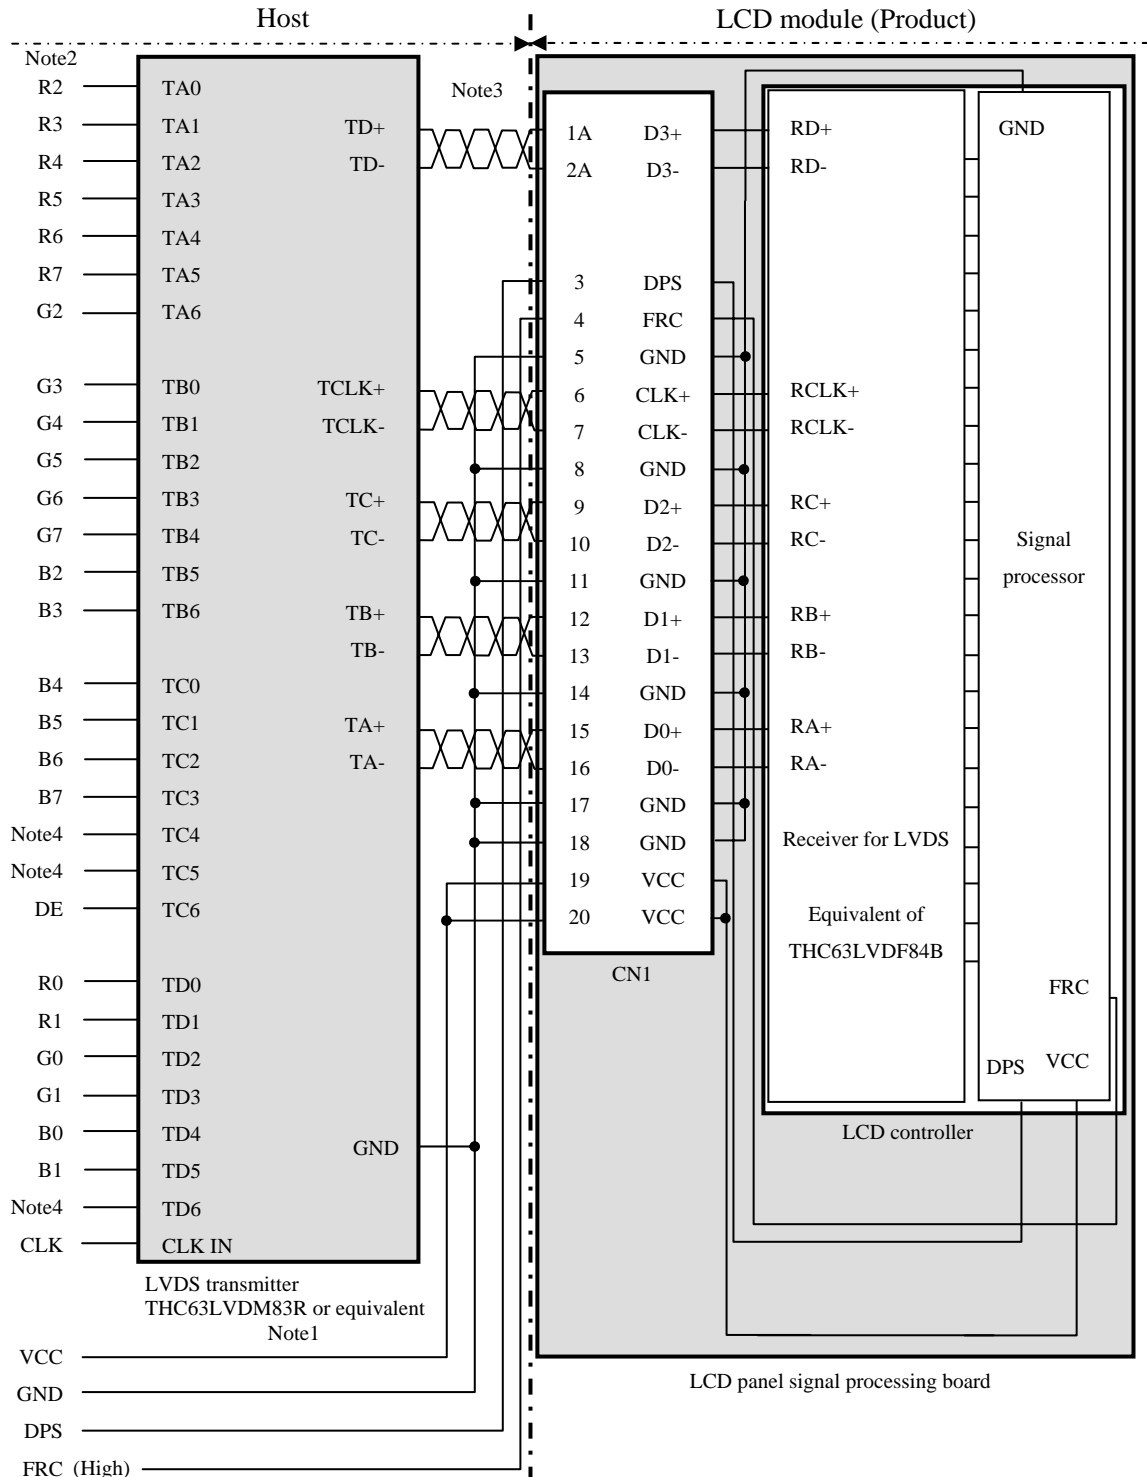 Host
LCD module (Product)
Note2
R2 TA0
R3 TA1
R4 TA2
R5 TA3
R6 TA4
R7 TA5
G2 TA6
G3 TB0
G4 TB1
G5 TB2
G6 TB3
G7 TB4
B2 TB5
B3 TB6
B4 TC0
B5 TC1
B6 TC2
B7 TC3
Note4 TC4
Note4 TC5
DE TC6
R0 TD0
R1 TD1
G0 TD2
G1 TD3
B0 TD4
B1 TD5
Note4 TD6
CLK CLK IN
TD+
TD-
TCLK+
TCLK-
TC+
TC-
TB+
TB-
TA+
TA-
GND
LVDS transmitter
THC63LVDM83R or equivalent
Note1
VCC
GND
DPS
FRC (High)
Note3
1A D3+
2A D3-
3 DPS
4 FRC
5 GND
6 CLK+
7 CLK-
8 GND
9 D2+
10 D2-
11 GND
12 D1+
13 D1-
14 GND
15 D0+
16 D0-
17 GND
18 GND
19 VCC
20 VCC
CN1
RD+
RD-
RCLK+
RCLK-
RC+
RC-
RB+
RB-
RA+
RA-
Receiver for LVDS
Equivalent of
THC63LVDF84B
GND
Signal
processor
FRC
DPS VCC
LCD controller
LCD panel signal processing board